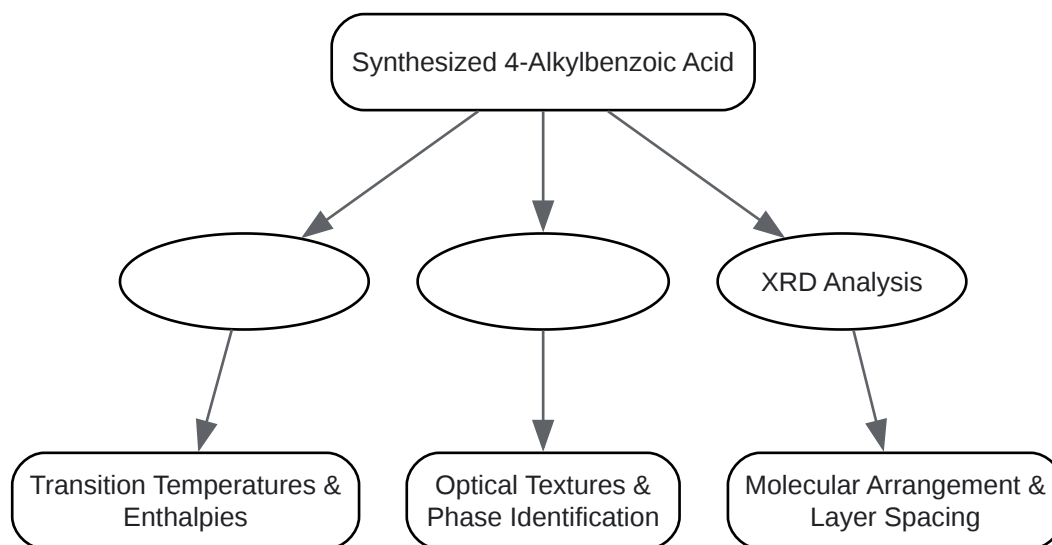 Synthesized 4-Alkylbenzoic Acid
XRD Analysis
Transition Temperatures &
Enthalpies
Optical Textures &
Phase Identification
Molecular Arrangement &
Layer Spacing